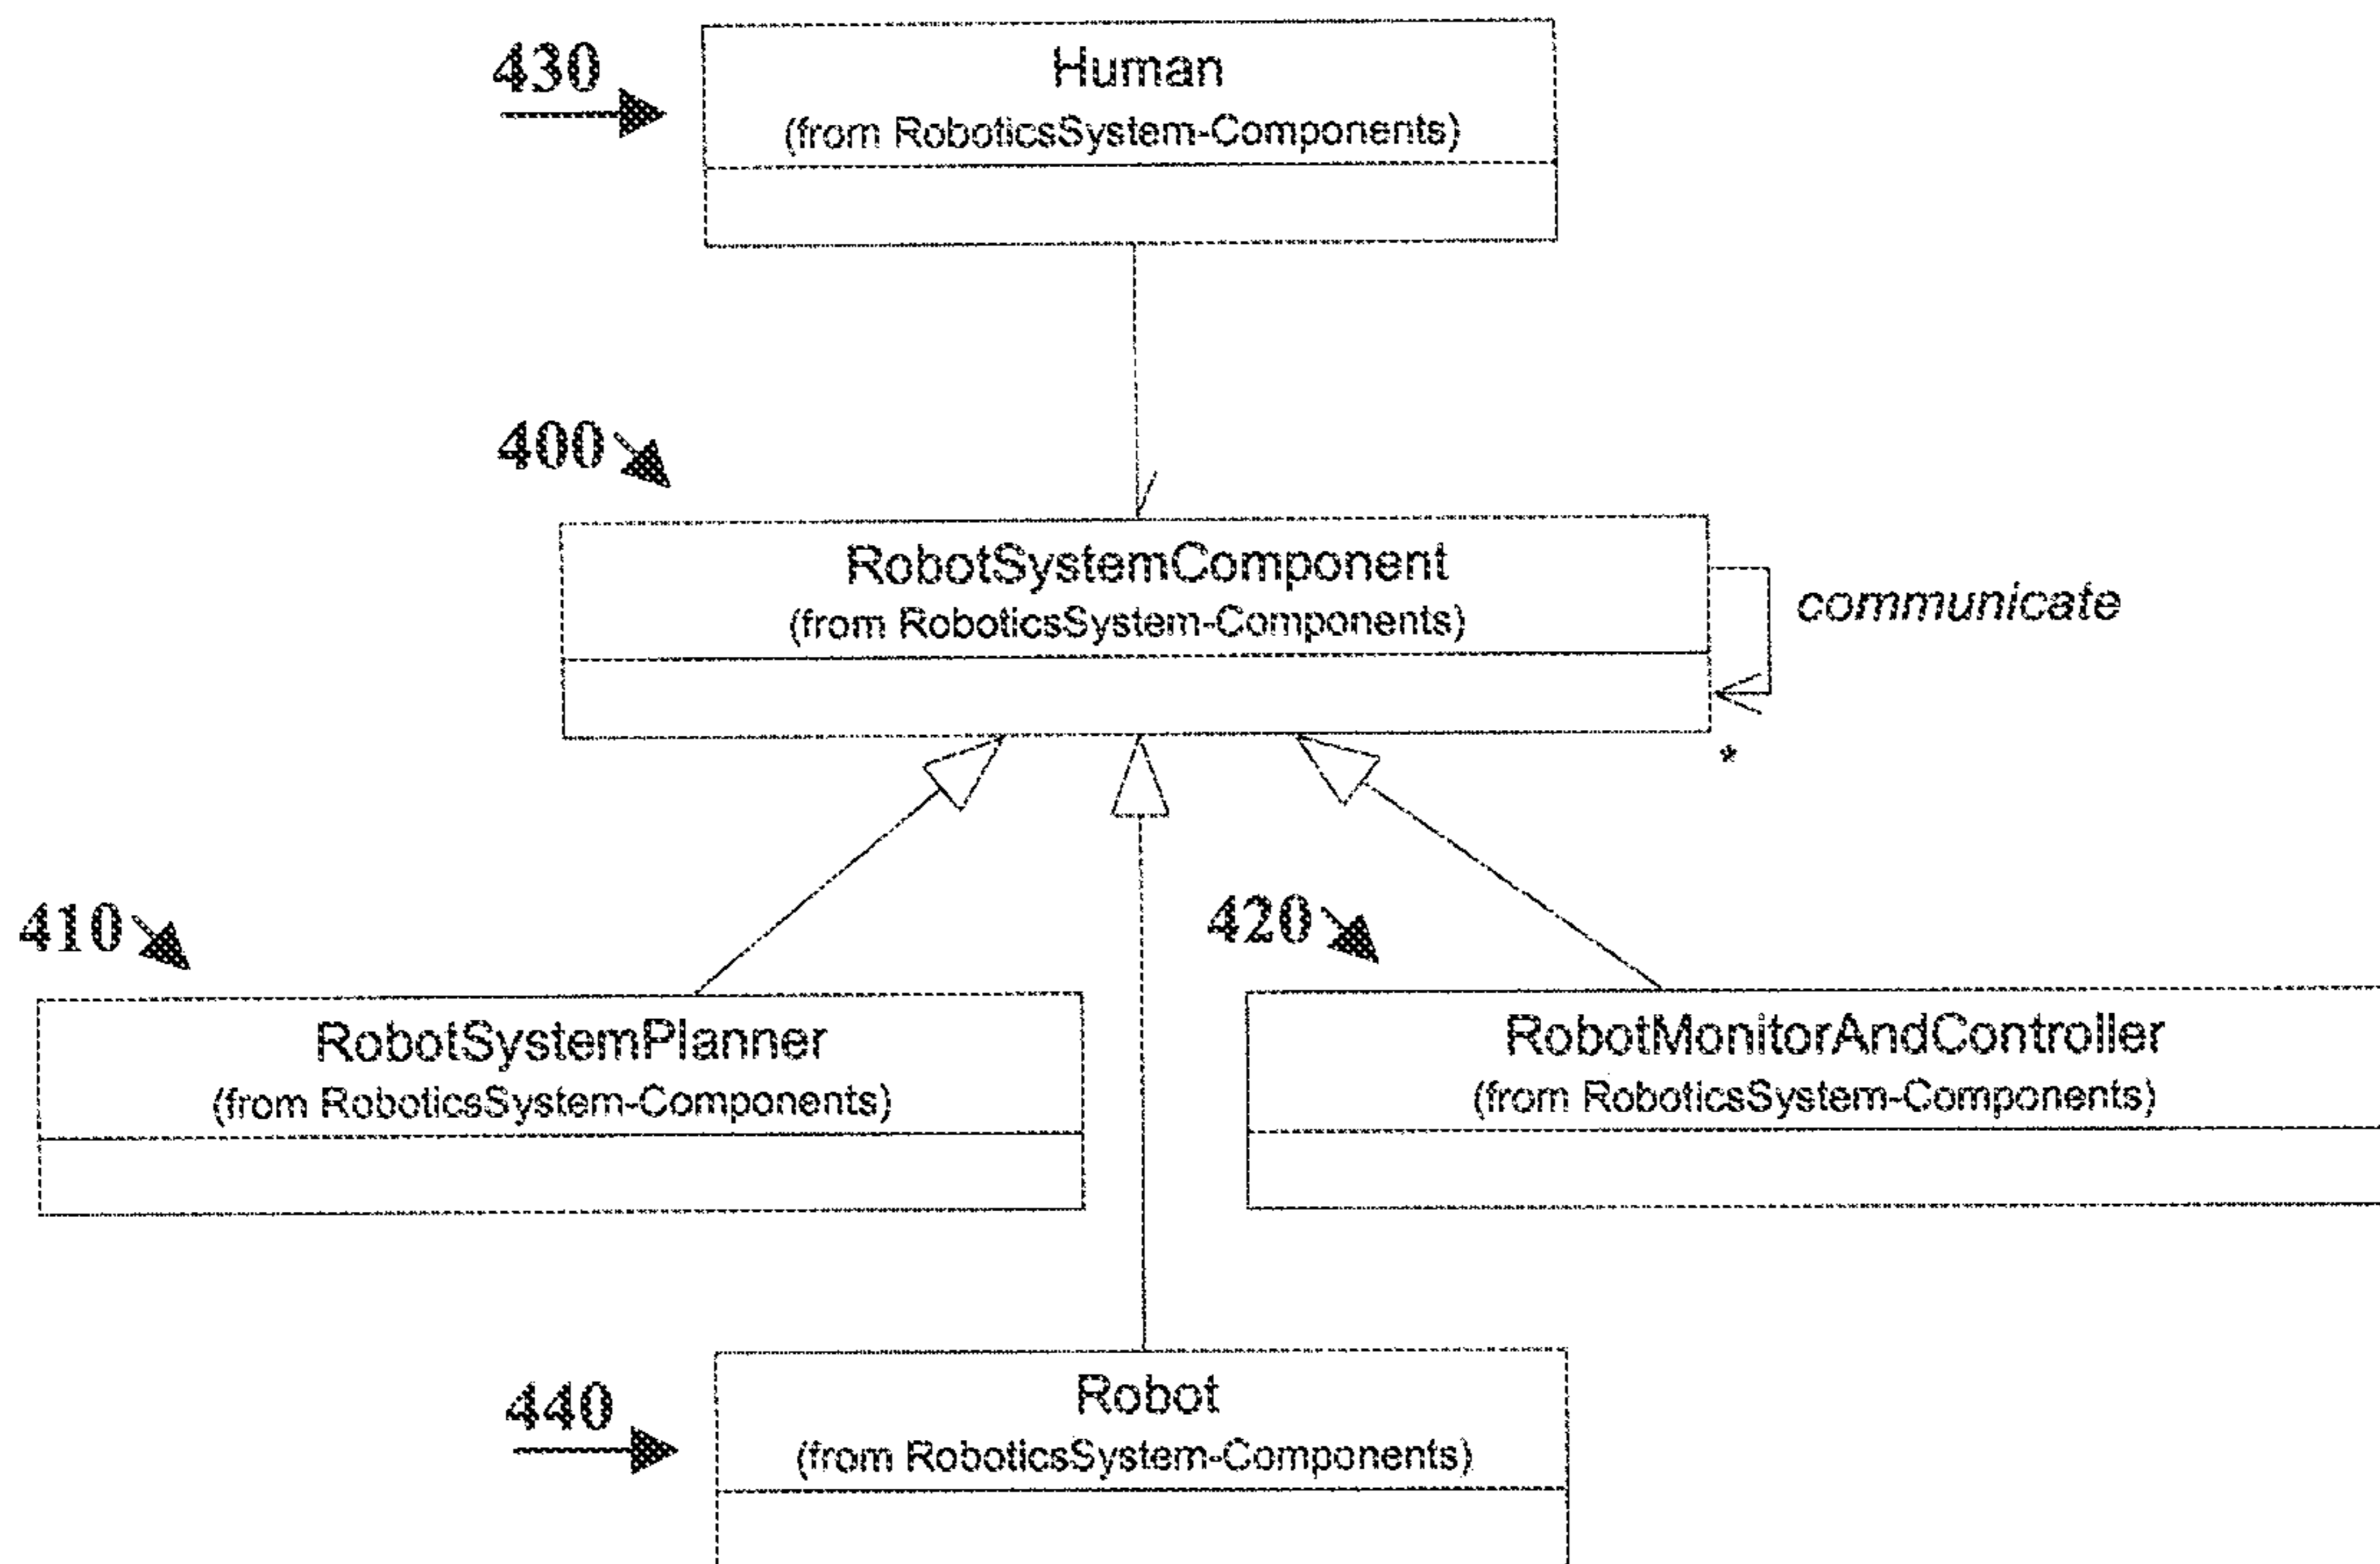 430
Human
(from RoboticsSystem-Components)
400
RobotSystemComponent
(from RoboticsSystem-Components)
communicate
*
410
RobotSystemPlanner
(from RoboticsSystem-Components)
420
RobotMonitorAndController
(from RoboticsSystem-Components)
440
Robot
(from RoboticsSystem-Components)